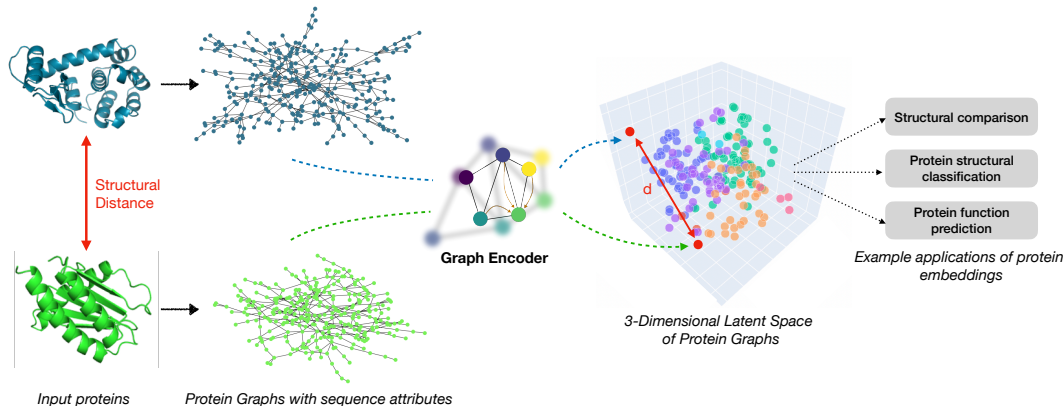 Structural
Distance
Graph Encoder
d
Structural comparison
Protein structural
classification
Protein function
prediction
Example applications of protein
embeddings
3-Dimensional Latent Space
of Protein Graphs
Input proteins
Protein Graphs with sequence attributes